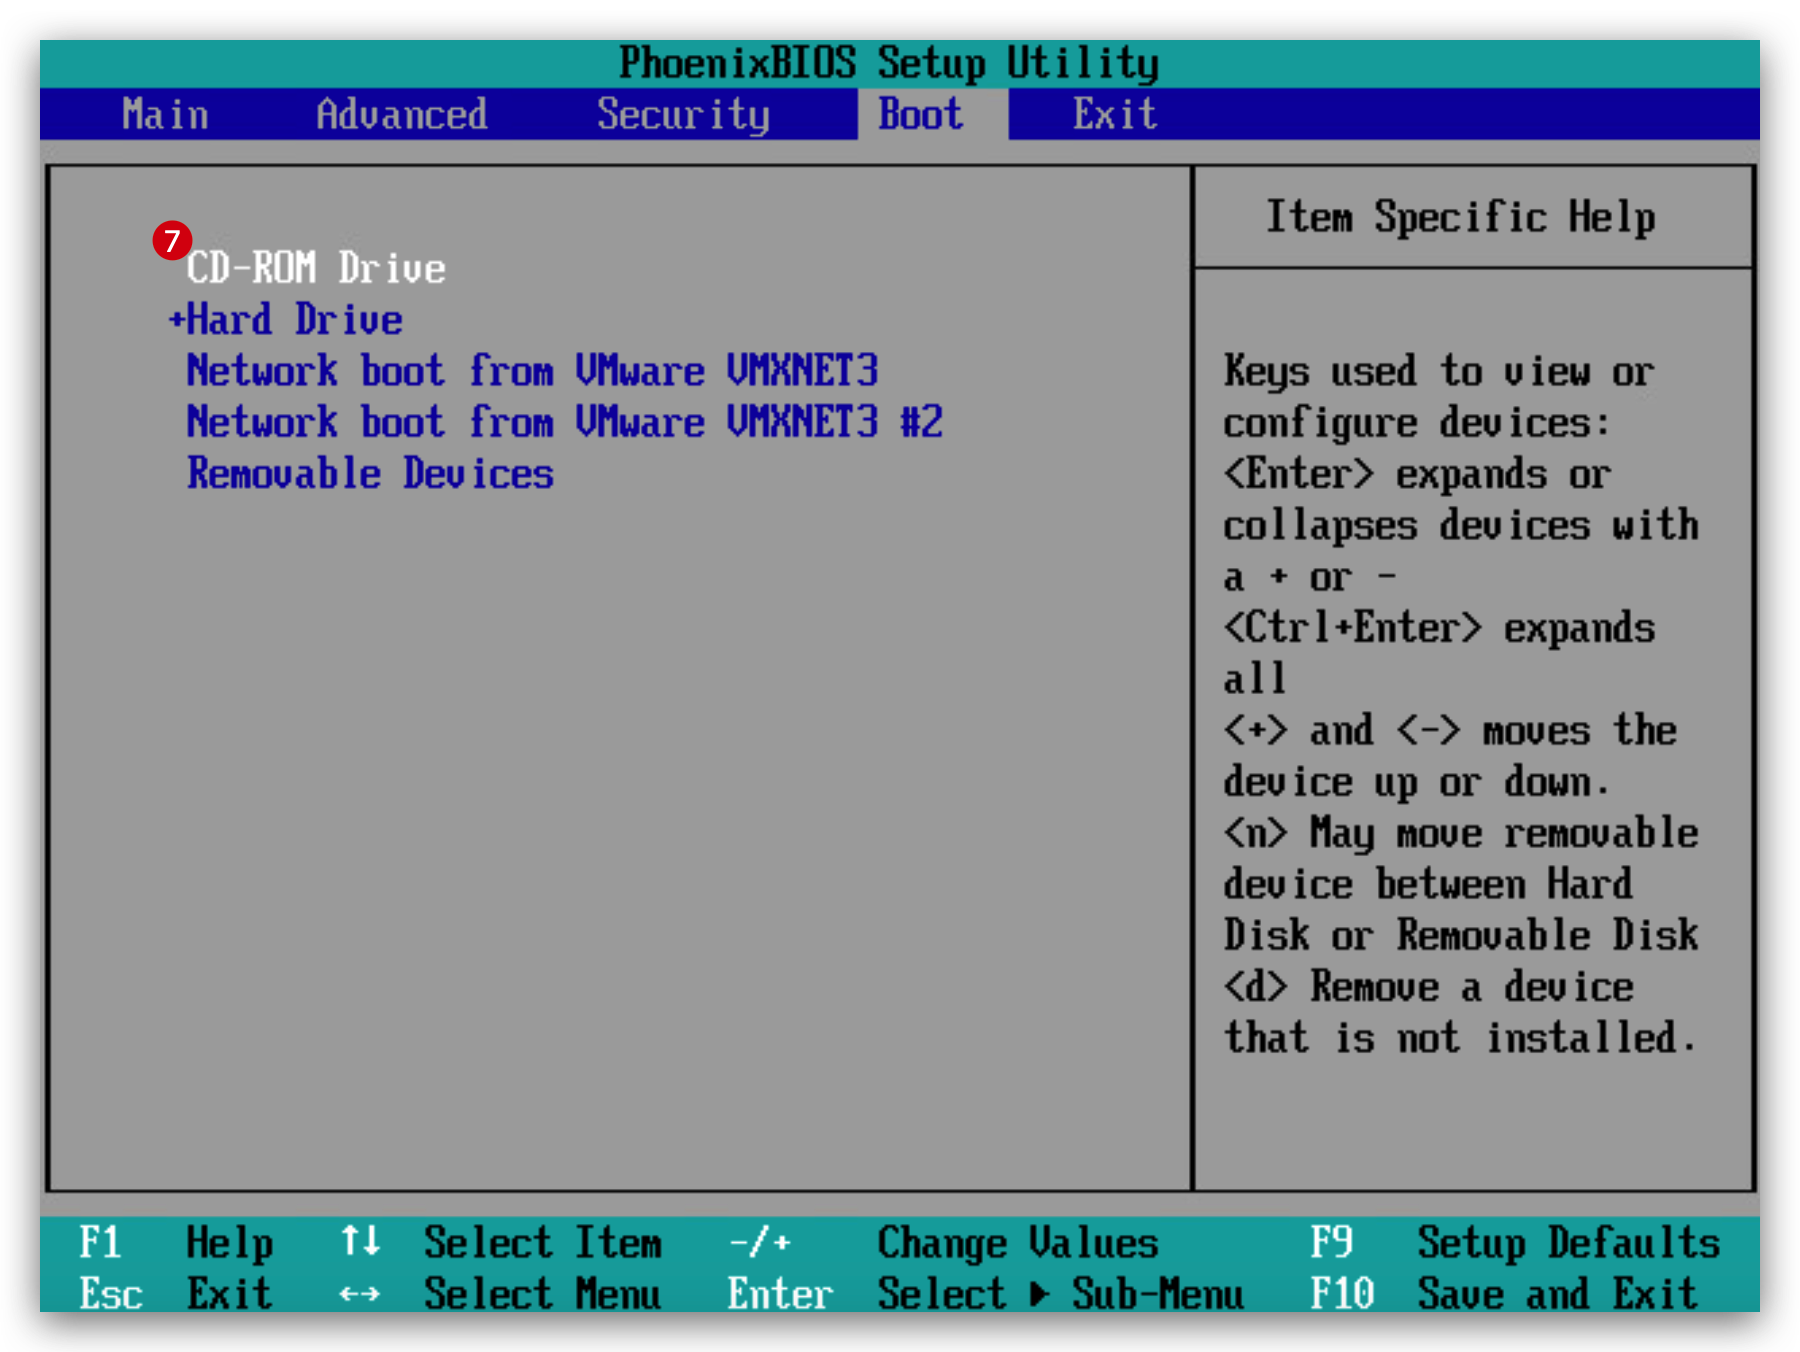 PhoenixBIOS Setup Utility
Main Advanced Security Boot Exit
7
CD-ROM Drive
+Hard Drive
Network boot from VMware VMXNET3
Network boot from VMware VMXNET3 #2
Removable Devices
Item Specific Help
Keys used to view or
configure devices:
<Enter> expands or
collapses devices with
a + or -
<Ctrl+Enter> expands
all
<+> and <-> moves the
device up or down.
<n> May move removable
device between Hard
Disk or Removable Disk
<d> Remove a device
that is not installed.
F1 Help ↑↓ Select Item -/+ Change Values F9 Setup Defaults
Esc Exit ↔ Select Menu Enter Select ▶ Sub-Menu F10 Save and Exit